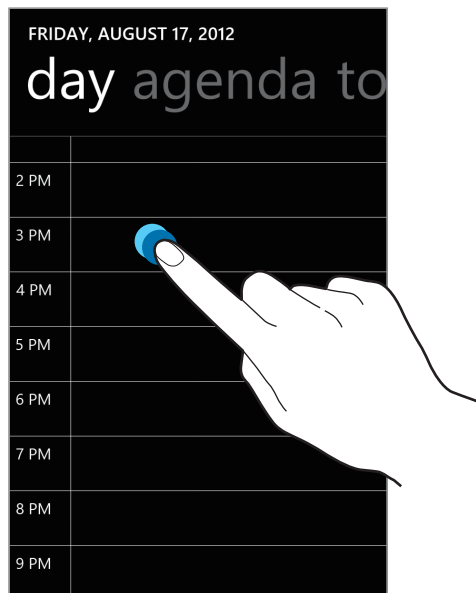 FRIDAY, AUGUST 17, 2012
day agenda to
2 PM
3 PM
4 PM
5 PM
6 PM
7 PM
8 PM
9 PM